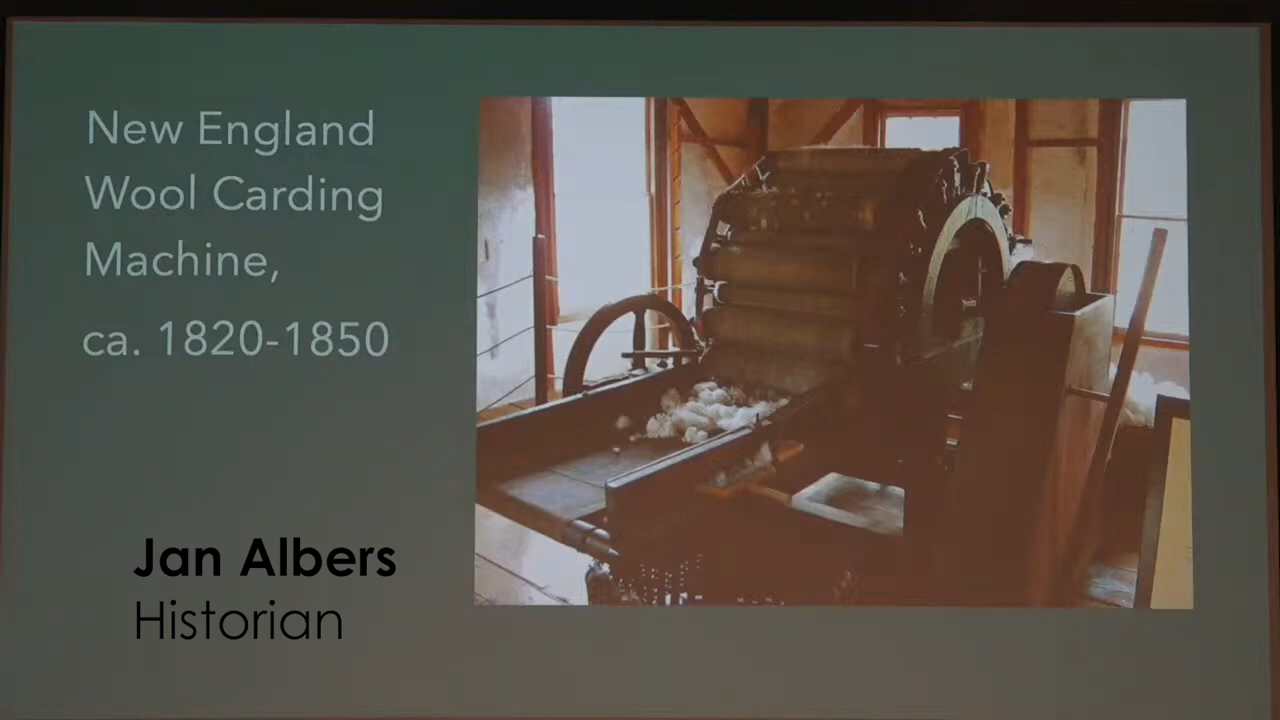 New England
Wool Carding
Machine,
ca. 1820-1850
Jan Albers
Historian